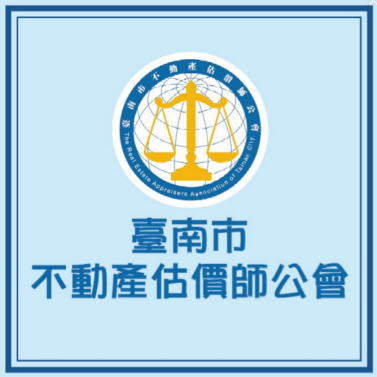 臺南市不動產估價師公會
The Real Estate Appraisers Association of Tainan City
臺南市
不動產估價師公會